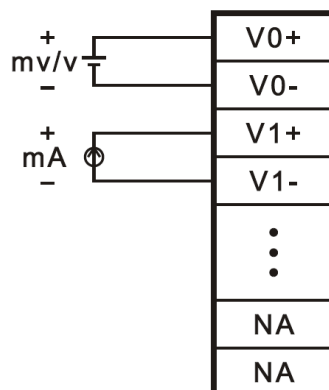 +
mv/v
−
+
mA
−
V0+
V0-
V1+
V1-
NA
NA